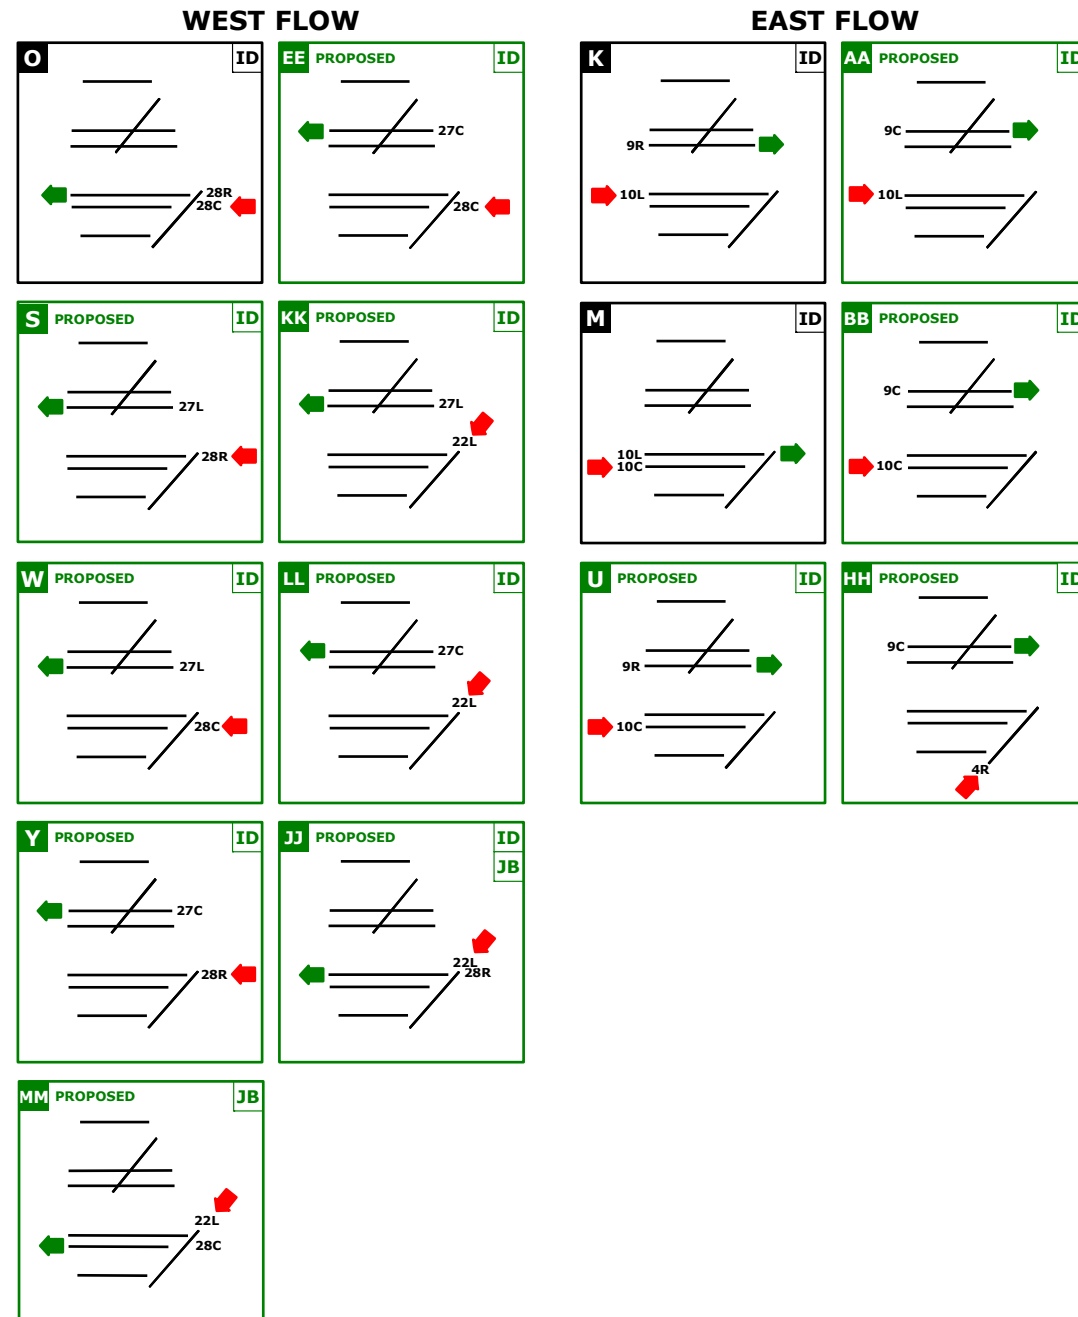 WEST FLOW
EAST FLOW
O ID
28R
28C
EE PROPOSED ID
27C
28C
K ID
9R
10L
AA PROPOSED ID
9C
10L
S PROPOSED ID
27L
28R
KK PROPOSED ID
27L
22L
M ID
10L
10C
BB PROPOSED ID
9C
10C
W PROPOSED ID
27L
28C
LL PROPOSED ID
27C
22L
U PROPOSED ID
9R
10C
HH PROPOSED ID
9C
4R
Y PROPOSED ID
27C
28R
JJ PROPOSED ID
JB
22L
28R
MM PROPOSED JB
22L
28C